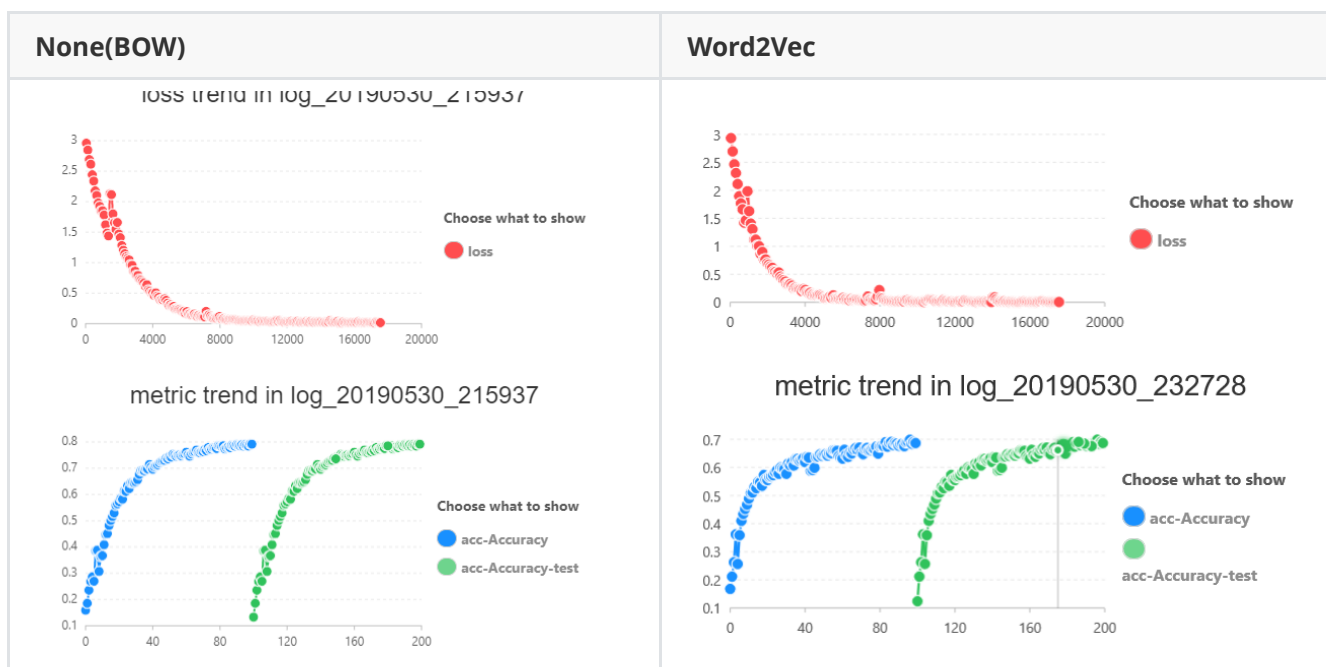 None(BOW)
Word2Vec
loss trend in log_20190530_215937
3
2.5
2
1.5
1
0.5
0
0 4000 8000 12000 16000 20000
Choose what to show
loss
metric trend in log_20190530_215937
0.8
0.7
0.6
0.5
0.4
0.3
0.2
0.1
0 40 80 120 160 200
Choose what to show
acc-Accuracy
acc-Accuracy-test
3
2.5
2
1.5
1
0.5
0
0 4000 8000 12000 16000 20000
Choose what to show
loss
metric trend in log_20190530_232728
0.7
0.6
0.5
0.4
0.3
0.2
0.1
0 40 80 120 160 200
Choose what to show
acc-Accuracy
acc-Accuracy-test